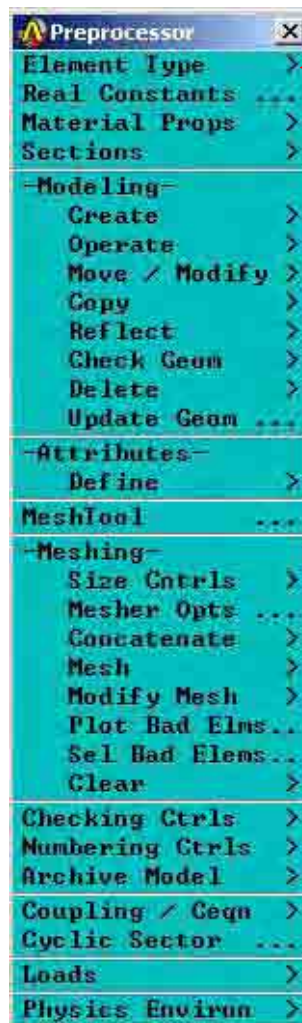 Preprocessor
Element Type >
Real Constants ...
Material Props >
Sections >
-Modeling-
Create >
Operate >
Move / Modify >
Copy >
Reflect >
Check Geom >
Delete >
Update Geom ...
-Attributes-
Define >
MeshTool ...
-Meshing-
Size Cntrls >
Mesher Opts ...
Concatenate >
Mesh >
Modify Mesh >
Plot Bad Elms..
Sel Bad Elems..
Clear >
Checking Ctrls >
Numbering Ctrls >
Archive Model >
Coupling / Ceqn >
Cyclic Sector ...
Loads >
Physics Environ >